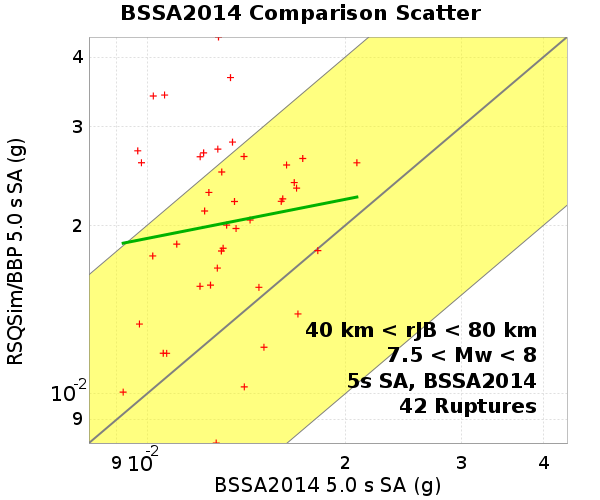 BSSA2014 Comparison Scatter
RSQSim/BBP 5.0 s SA (g)
4
3
2
10-2
9
40 km < rJB < 80 km
7.5 < Mw < 8
5s SA, BSSA2014
42 Ruptures
9 10-2 2 3 4
BSSA2014 5.0 s SA (g)